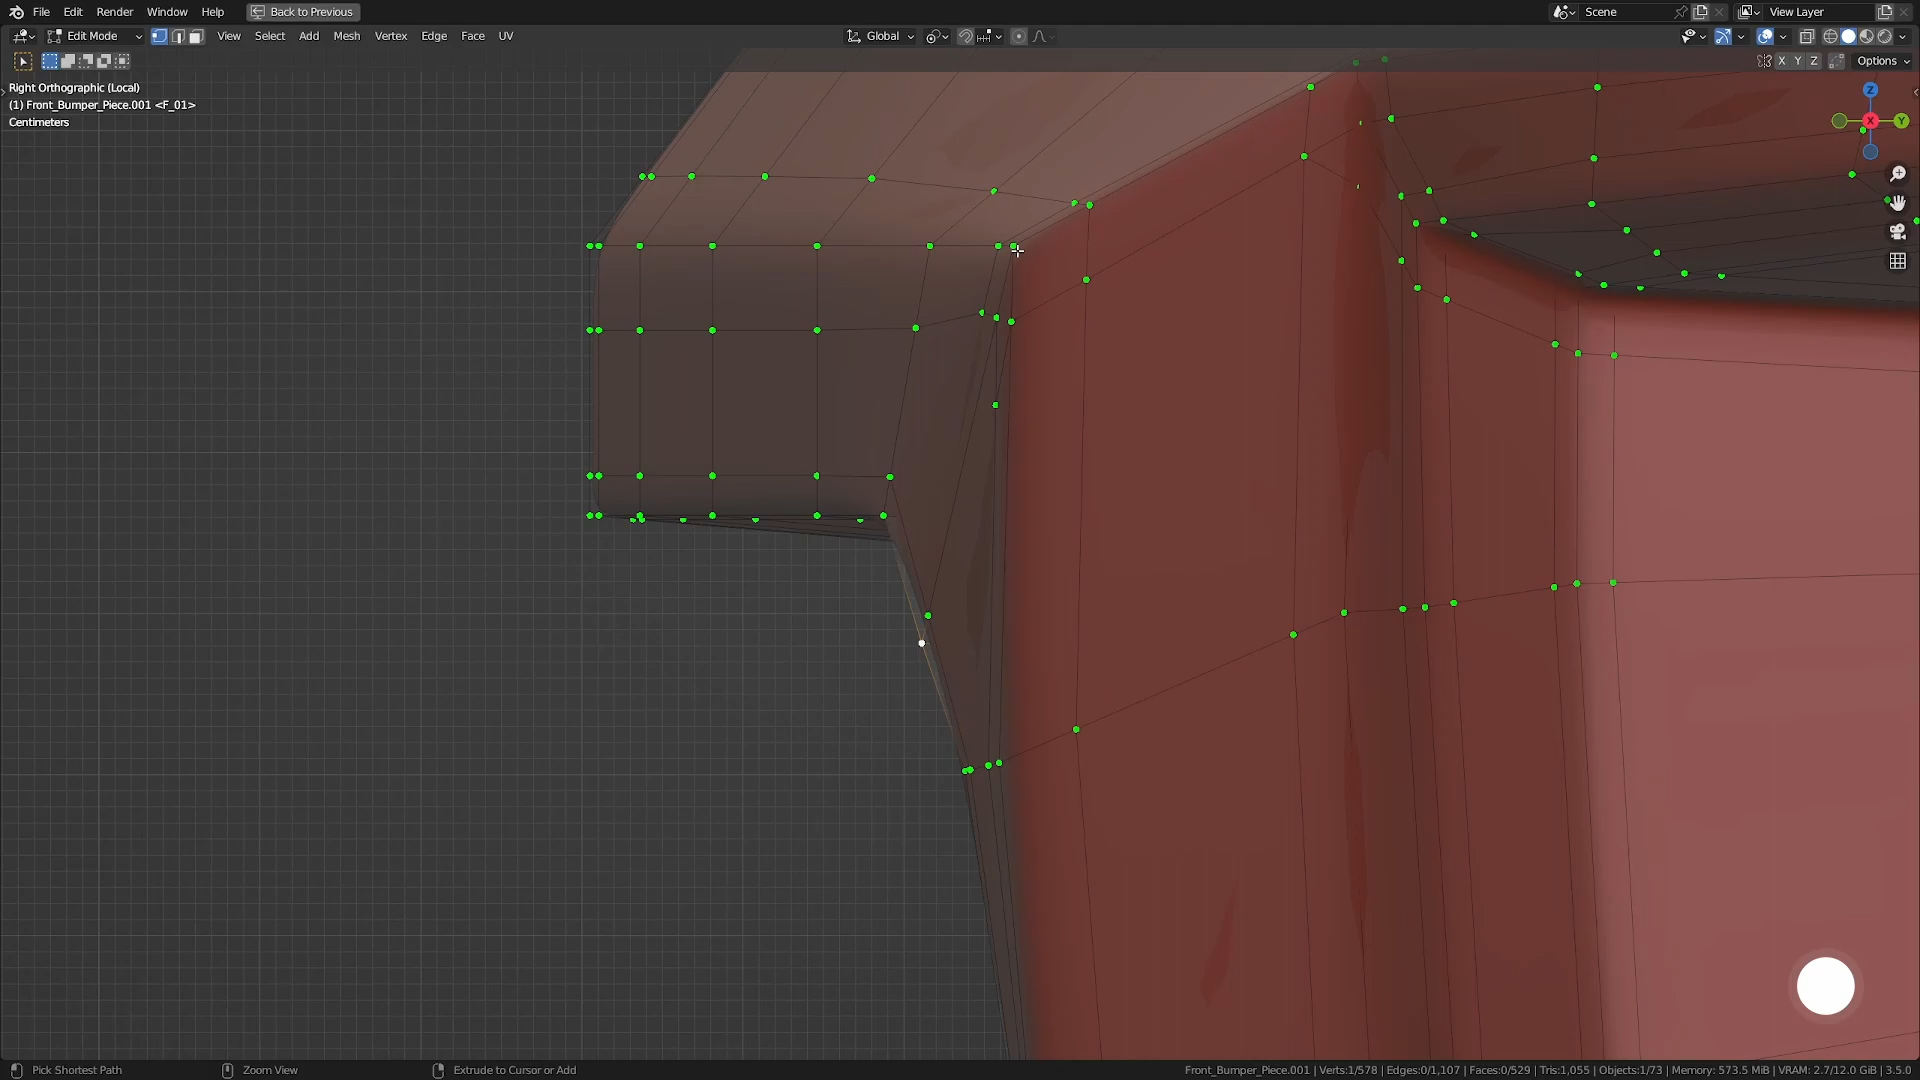 File Edit Render Window Help Back to Previous Scene View Layer
Edit Mode View Select Add Mesh Vertex Edge Face UV Global
X Y Z Options
Right Orthographic (Local)
(1) Front_Bumper_Piece.001 <F_01>
Centimeters
Z
X
Y
Pick Shortest Path Zoom View Extrude to Cursor or Add Front_Bumper_Piece.001 | Verts:1/578 | Edges:0/1,107 | Faces:0/529 | Tris:1,055 | Objects:1/73 | Memory: 573.5 MiB | VRAM: 2.7/12.0 GiB | 3.5.0